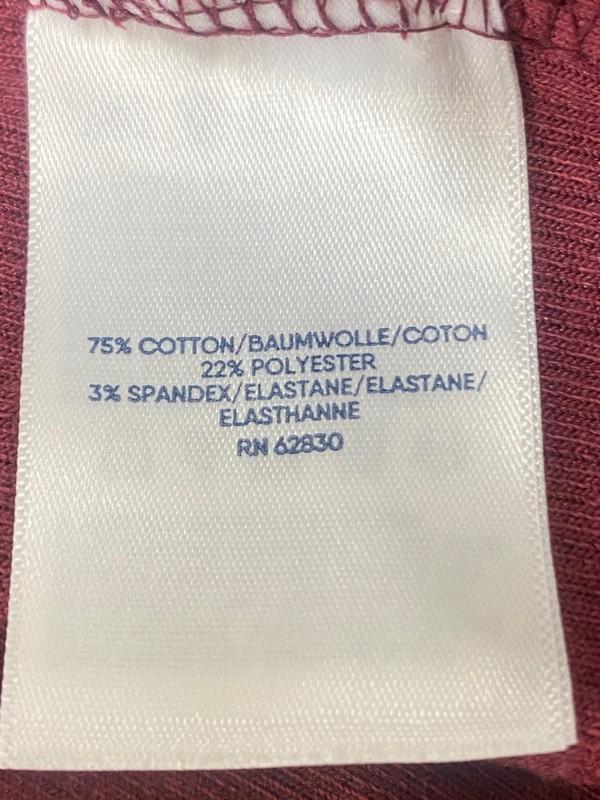 75% COTTON/BAUMWOLLE/COTON
22% POLYESTER
3% SPANDEX/ELASTANE/ELASTANE/
ELASTHANNE
RN 62830